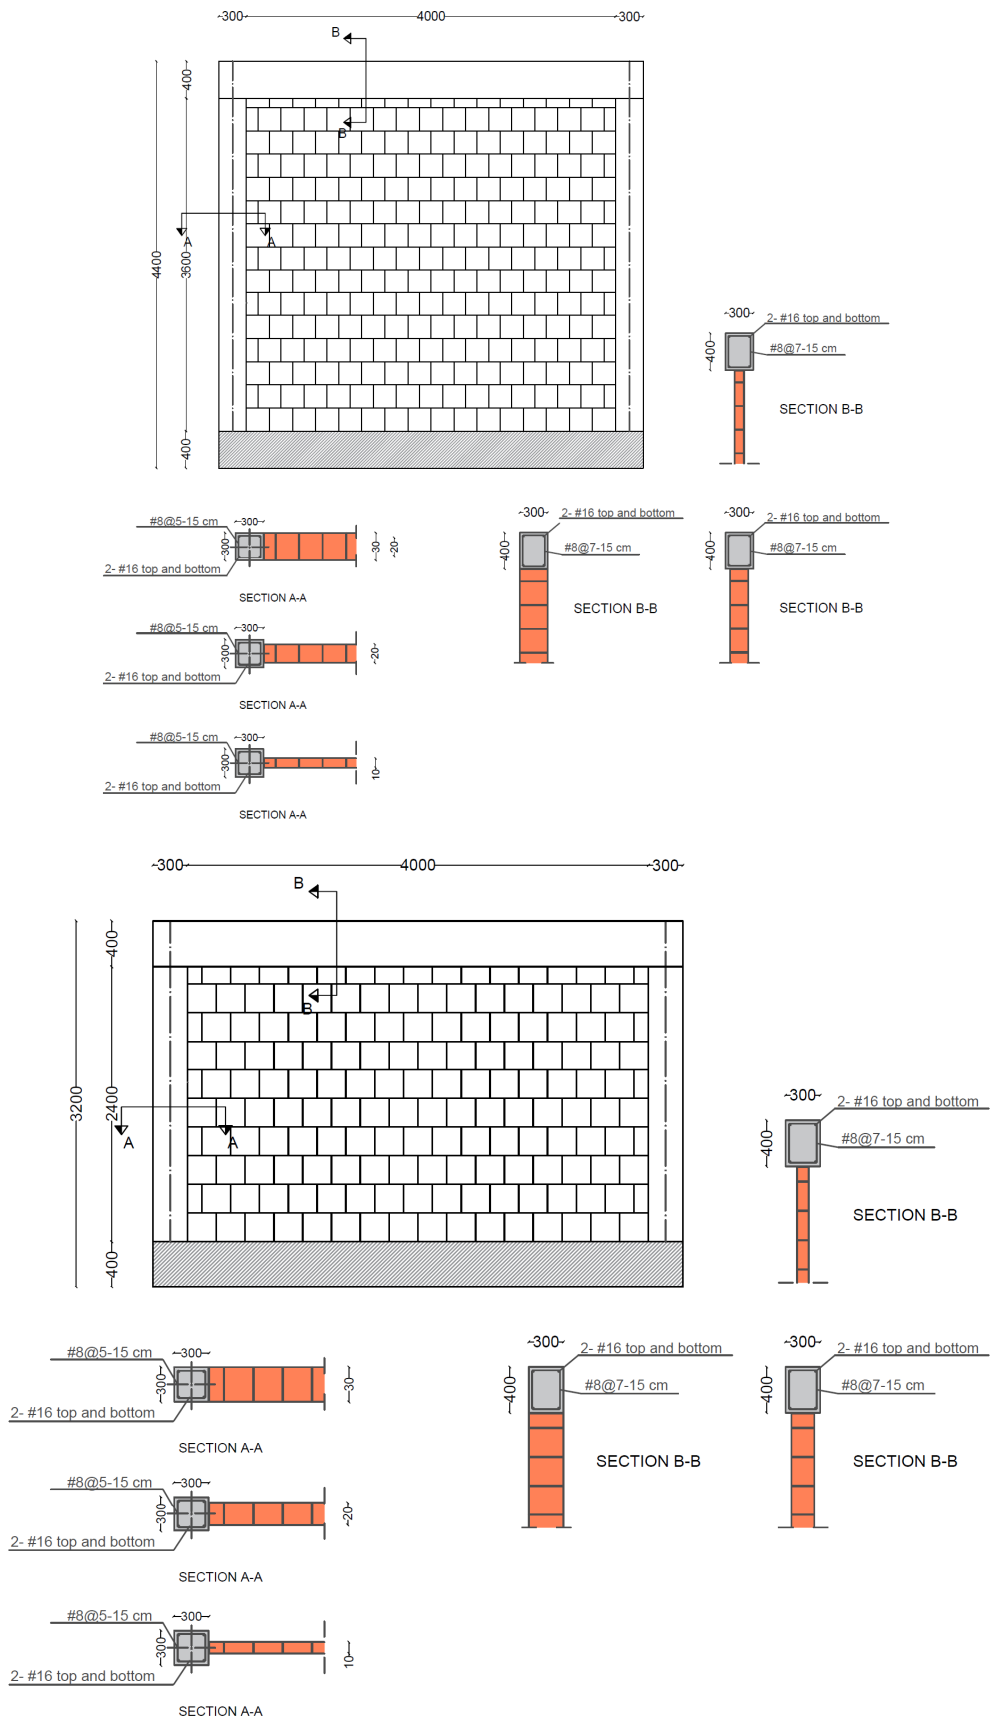 300 4000 300
B
400
B
A A
4400
3600
400
300
2- #16 top and bottom
400
#8@7-15 cm
SECTION B-B
#8@5-15 cm
300
300
2- #16 top and bottom
30
20
SECTION A-A
300
2- #16 top and bottom
400
#8@7-15 cm
SECTION B-B
300
2- #16 top and bottom
400
#8@7-15 cm
SECTION B-B
#8@5-15 cm
300
300
2- #16 top and bottom
20
SECTION A-A
#8@5-15 cm
300
300
2- #16 top and bottom
10
SECTION A-A
300 4000 300
B
400
B
3200
2400
A A
400
300
2- #16 top and bottom
400
#8@7-15 cm
SECTION B-B
#8@5-15 cm
300
300
2- #16 top and bottom
30
SECTION A-A
300
2- #16 top and bottom
400
#8@7-15 cm
SECTION B-B
300
2- #16 top and bottom
400
#8@7-15 cm
SECTION B-B
#8@5-15 cm
300
300
2- #16 top and bottom
20
SECTION A-A
#8@5-15 cm
300
300
2- #16 top and bottom
10
SECTION A-A